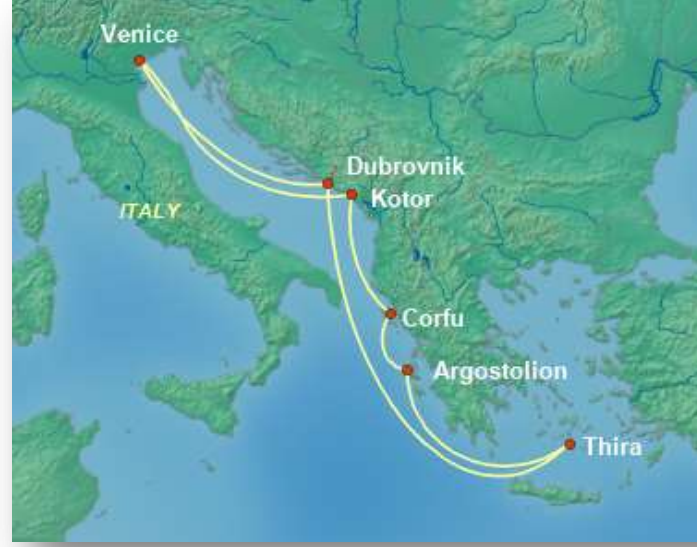 Venice
Dubrovnik
Kotor
ITALY
Corfu
Argostolion
Thira